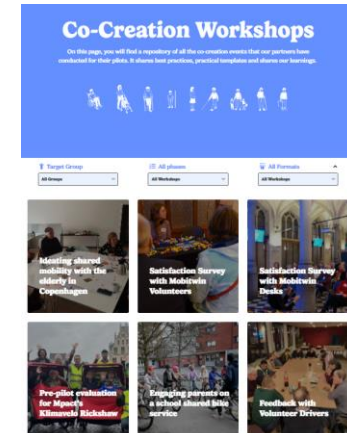 Co-Creation Workshops
On this page, you will find a repository of all the co-creation events that our partners have
conducted for their pilots. It shares best practices, practical templates and shares our learnings.
Target Group
All phases
All Formats
All Groups
All Workshops
All Workshops
Ideating shared
mobility with the
elderly in
Copenhagen
Satisfaction Survey
with Mobitwin
Volunteers
Satisfaction Survey
with Mobitwin
Desks
Pre-pilot evaluation
for Mpact's
Klimavelo Rickshaw
Engaging parents on
a school shared bike
service
Feedback with
Volunteer Drivers